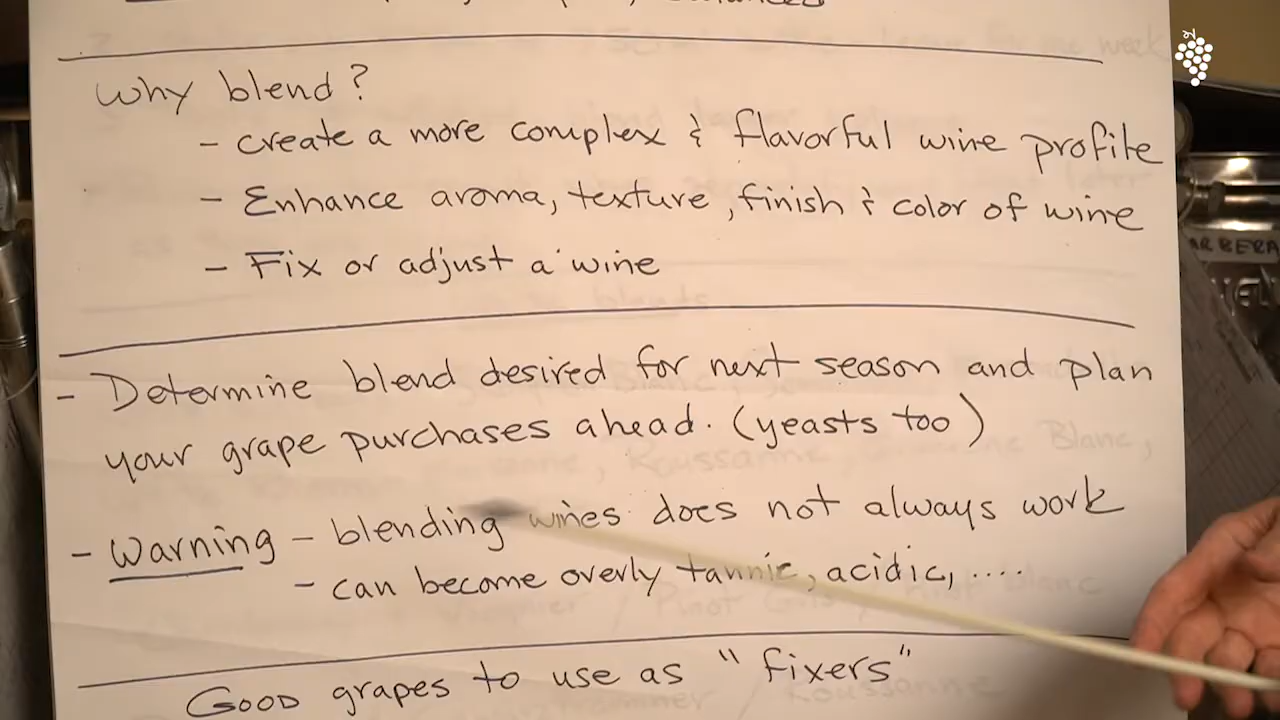 Why blend?
- create a more complex & flavorful wine profile
- Enhance aroma, texture, finish & color of wine
- Fix or adjust a wine
- Determine blend desired for next season and plan
your grape purchases ahead. (yeasts too)
- Warning - blending wines does not always work
- can become overly tannic, acidic, ....
Good grapes to use as "fixers"